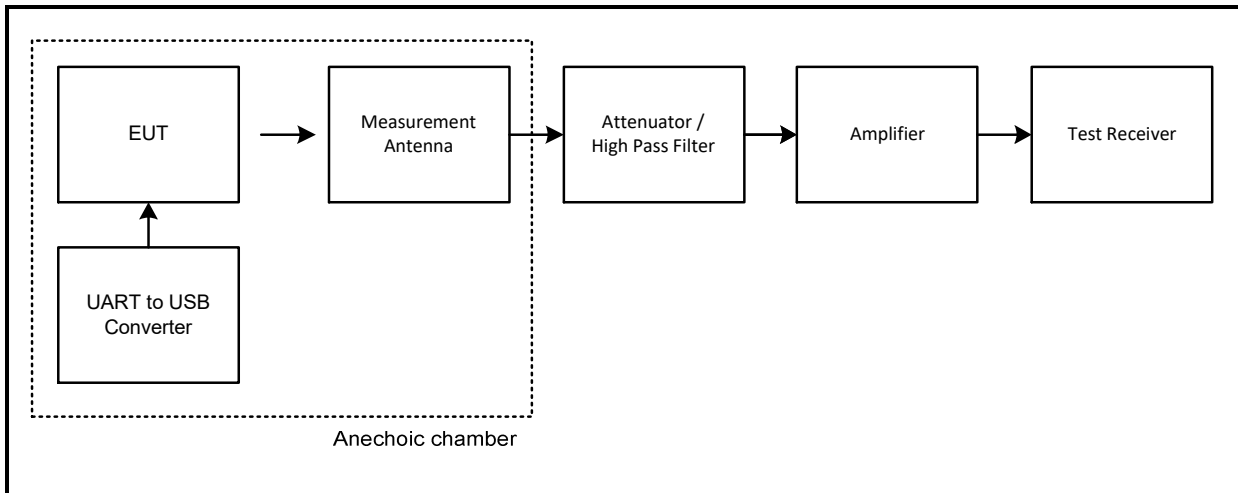 EUT
Measurement
Antenna
Attenuator /
High Pass Filter
Amplifier
Test Receiver
UART to USB
Converter
Anechoic chamber